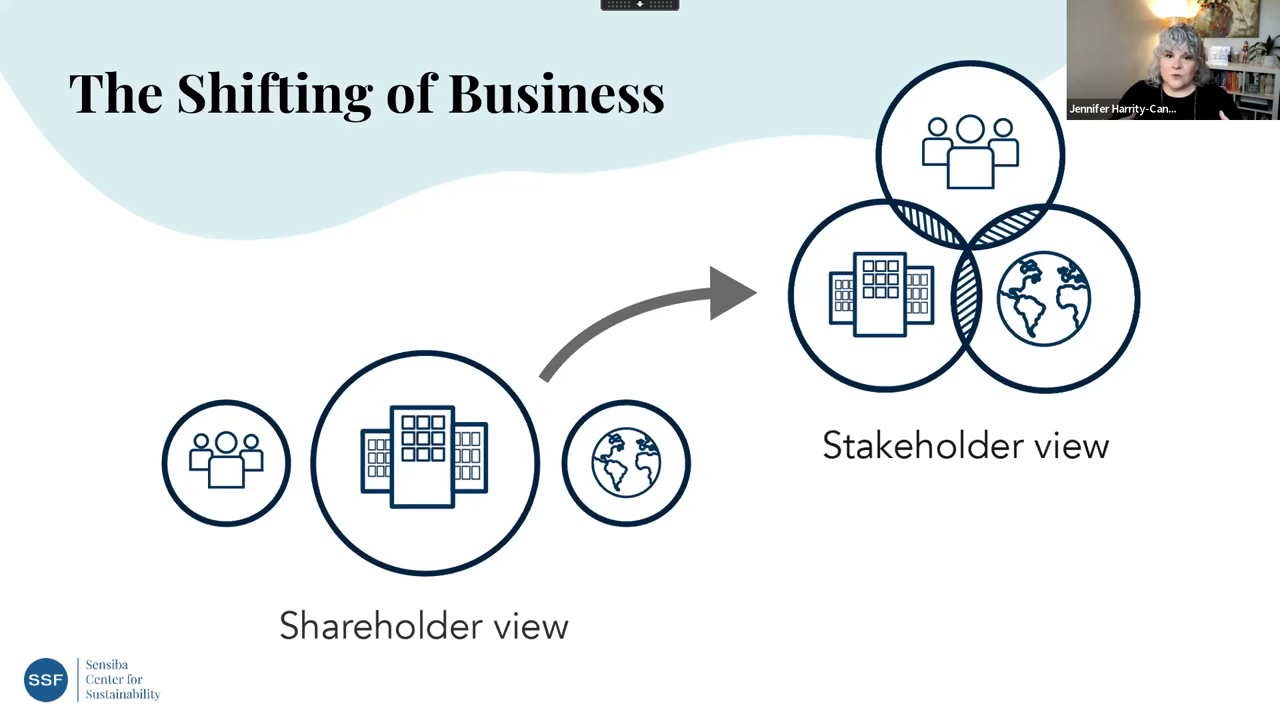 The Shifting of Business
Jennifer Harrity-Can...
Stakeholder view
Shareholder view
SSF
Sensiba
Center for
Sustainability